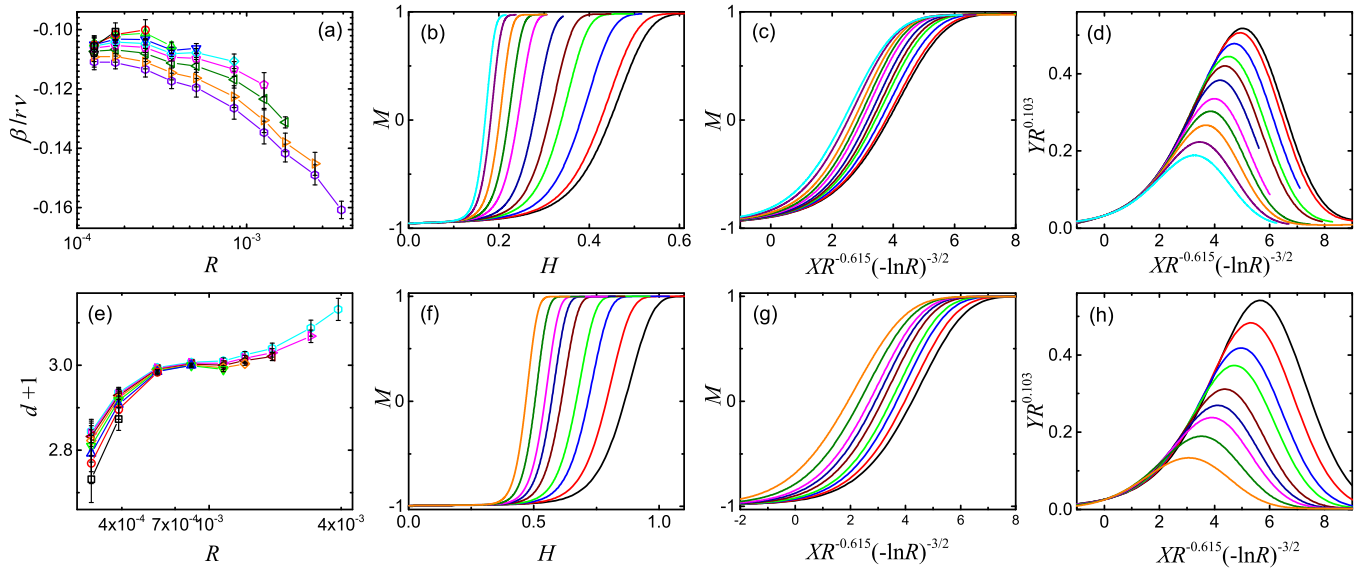 (a)
-0.10
-0.12
-0.14
-0.16
β/rν
10⁻⁴
10⁻³
R
(b)
1
0
-1
M
0.0
0.2
0.4
0.6
H
(c)
1
0
-1
M
0
2
4
6
8
XR^-0.615(-lnR)^-3/2
(d)
0.4
0.2
0.0
YR^0.103
0
2
4
6
8
XR^-0.615(-lnR)^-3/2
(e)
3.0
2.8
d+1
4x10⁻⁴
7x10⁻⁴
10⁻³
4x10⁻³
R
(f)
1
0
-1
M
0.0
0.5
1.0
H
(g)
1
0
-1
M
-2
0
2
4
6
8
XR^-0.615(-lnR)^-3/2
(h)
0.4
0.2
0.0
YR^0.103
0
2
4
6
8
XR^-0.615(-lnR)^-3/2